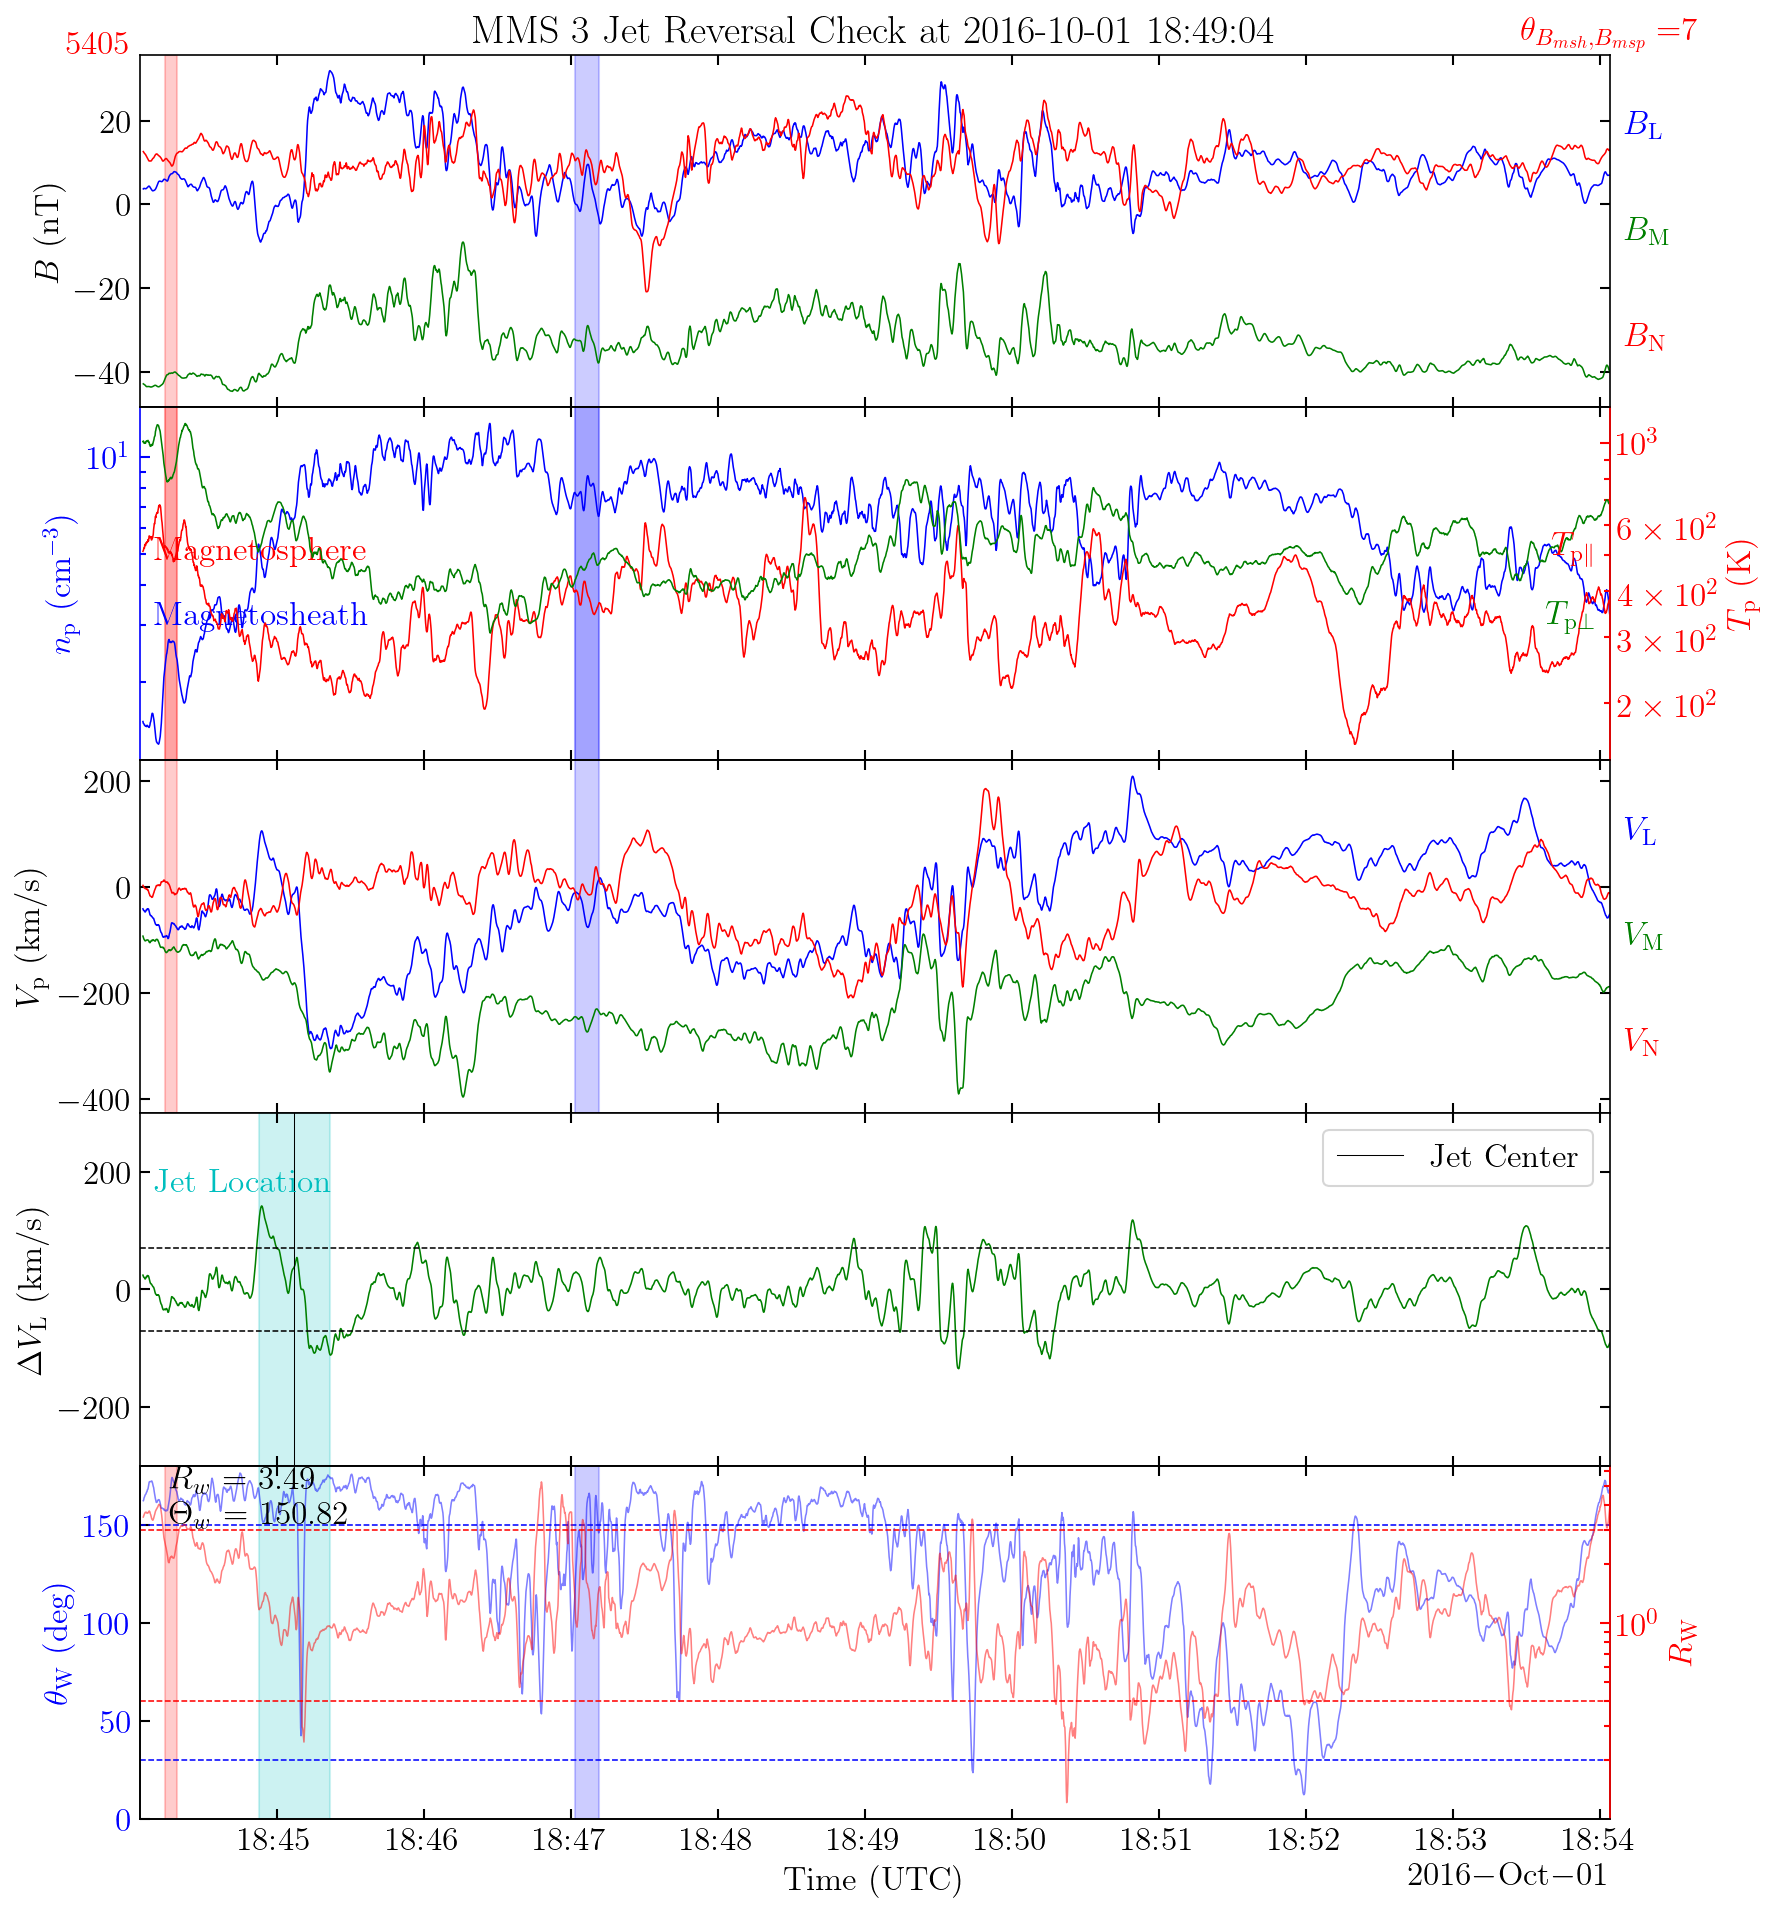 MMS 3 Jet Reversal Check at 2016-10-01 18:49:04
5405
θ_{B_{msh},B_{msp}} =7
20
0
−20
−40
B (nT)
B_L
B_M
B_N
10^1
n_p (cm^{−3})
Magnetosphere
Magnetosheath
T_{p∥}
T_{p⊥}
10^3
6 × 10^2
4 × 10^2
3 × 10^2
2 × 10^2
T_p (K)
200
0
−200
−400
V_p (km/s)
V_L
V_M
V_N
200
0
−200
ΔV_L (km/s)
Jet Location
Jet Center
R_w = 3.49
Θ_w = 150.82
150
100
50
0
θ_W (deg)
10^0
R_W
18:45 18:46 18:47 18:48 18:49 18:50 18:51 18:52 18:53 18:54
Time (UTC)
2016−Oct−01